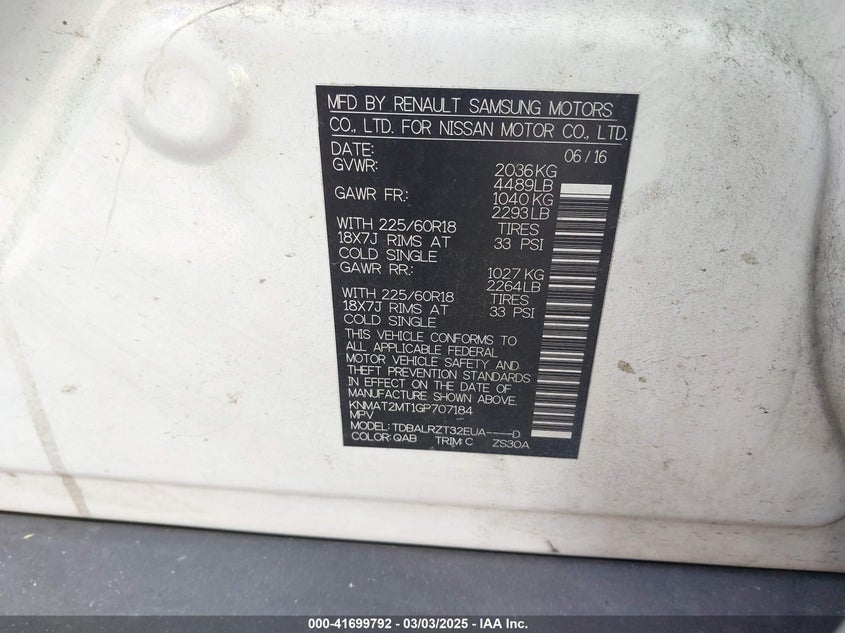 MFD BY RENAULT SAMSUNG MOTORS
CO., LTD. FOR NISSAN MOTOR CO., LTD.
DATE: 06/16
GVWR: 2036KG
4489LB
GAWR FR.: 1040KG
2293LB
WITH 225/60R18 TIRES
18X7J RIMS AT 33 PSI
COLD SINGLE
GAWR RR.: 1027KG
2264LB
WITH 225/60R18 TIRES
18X7J RIMS AT 33 PSI
COLD SINGLE
THIS VEHICLE CONFORMS TO
ALL APPLICABLE FEDERAL
MOTOR VEHICLE SAFETY AND
THEFT PREVENTION STANDARDS
IN EFFECT ON THE DATE OF
MANUFACTURE SHOWN ABOVE.
KNMAT2MT1GP707184
MPV
MODEL: TDBALRZT32EUA----D
COLOR: QAB TRIM: C ZS30A
000-41699792 - 03/03/2025 - IAA Inc.